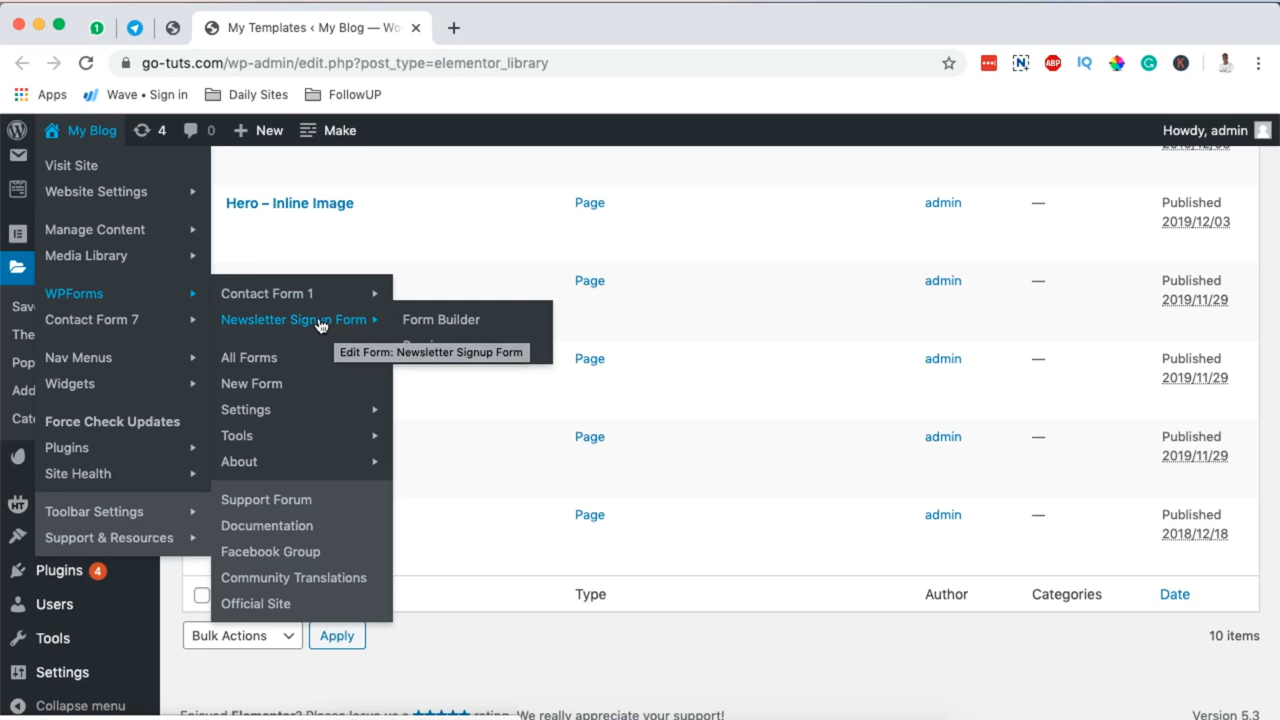 1
My Templates ‹ My Blog — Wo
go-tuts.com/wp-admin/edit.php?post_type=elementor_library
ABP
IQ
K
Apps
Wave • Sign in
Daily Sites
FollowUP
My Blog
4
0
New
Make
Howdy, admin
Visit Site
Website Settings
Manage Content
Media Library
WPForms
Contact Form 7
Nav Menus
Widgets
Force Check Updates
Plugins
Site Health
Toolbar Settings
Support & Resources
Contact Form 1
Newsletter Signup Form
All Forms
New Form
Settings
Tools
About
Support Forum
Documentation
Facebook Group
Community Translations
Official Site
Form Builder
Edit Form: Newsletter Signup Form
Hero – Inline Image
Page
admin
—
Published
2019/12/03
Page
admin
—
Published
2019/11/29
Page
admin
—
Published
2019/11/29
Page
admin
—
Published
2019/11/29
Page
admin
—
Published
2018/12/18
Type
Author
Categories
Date
Bulk Actions
Apply
10 items
Plugins 4
Users
Tools
Settings
Collapse menu
Enjoyed Elementor? Please leave us a ★★★★★ rating. We really appreciate your support!
Version 5.3